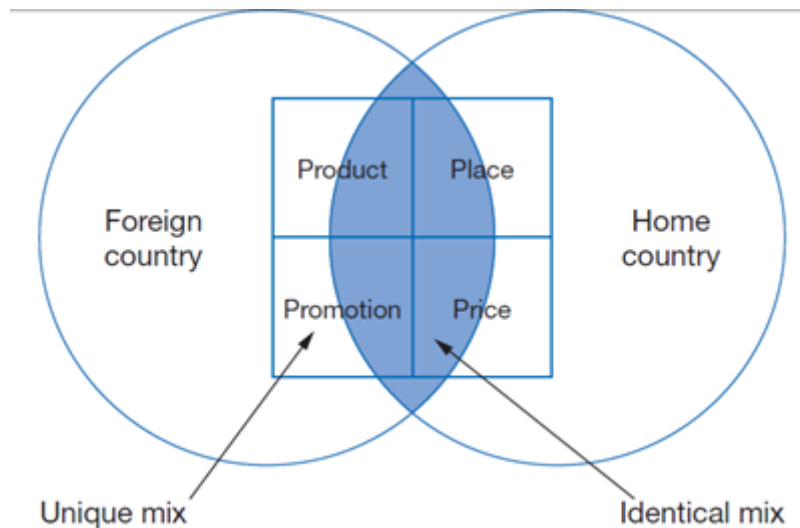 Product
Place
Foreign
country
Home
country
Promotion
Price
Unique mix
Identical mix